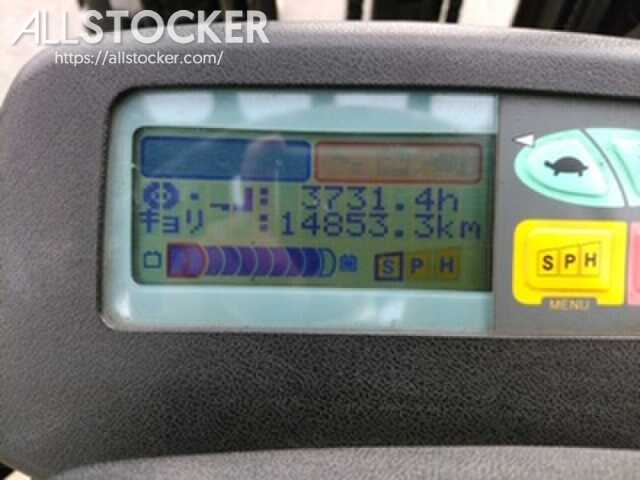 ALLSTOCKER
https://allstocker.com/
3731.4h
キョリ : 14853.3km
S P H
S P H
MENU